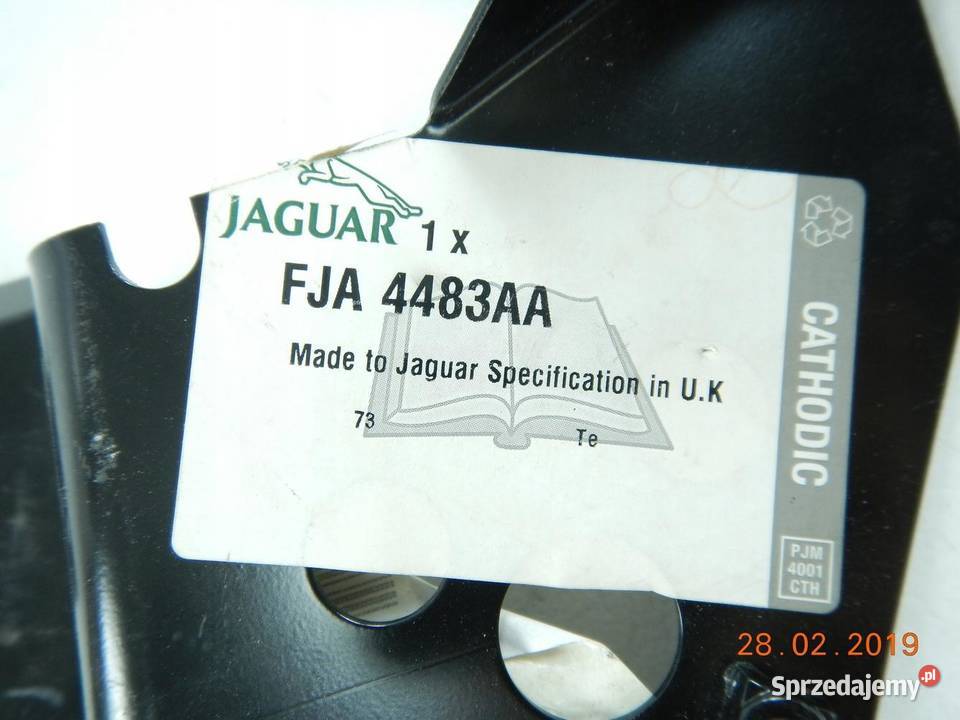 JAGUAR
1 x
FJA 4483AA
Made to Jaguar Specification in U.K
73
Te
CATHODIC
PJM
4001
CTH
28.02.2019
Sprzedajemy.pl